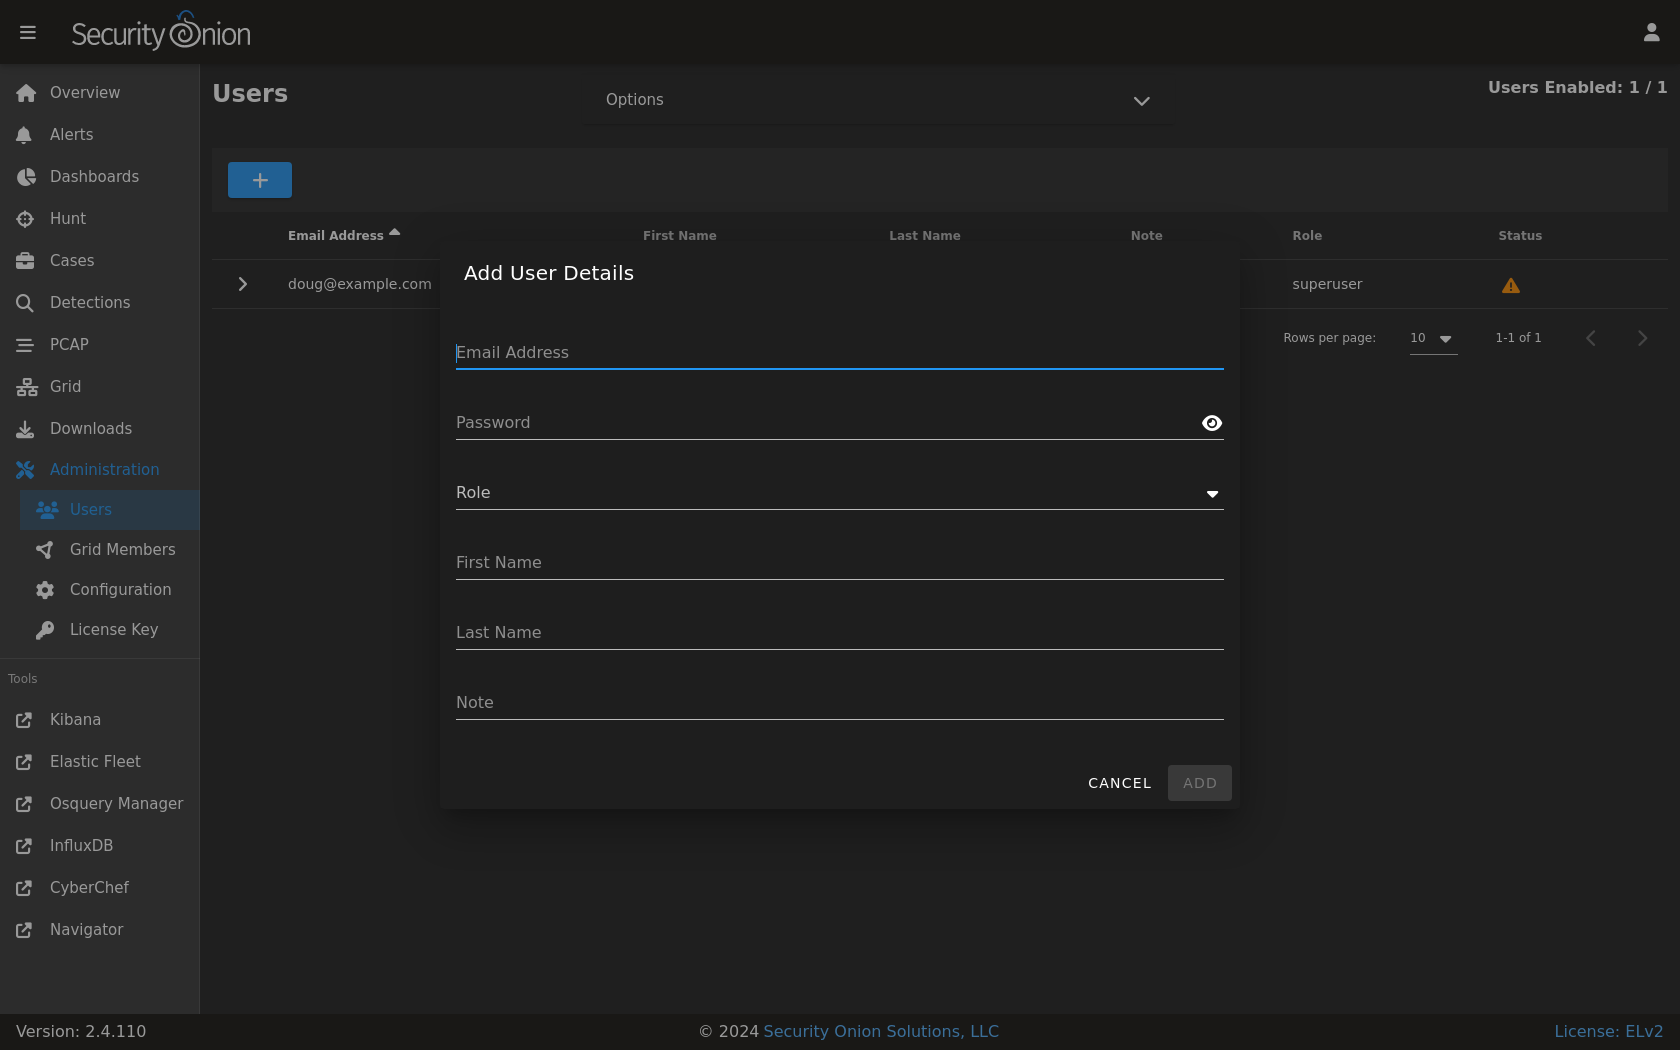 Security Onion
Overview
Alerts
Dashboards
Hunt
Cases
Detections
PCAP
Grid
Downloads
Administration
Users
Grid Members
Configuration
License Key
Tools
Kibana
Elastic Fleet
Osquery Manager
InfluxDB
CyberChef
Navigator
Users
Options
Users Enabled: 1 / 1
+
Email Address First Name Last Name Note Role Status
doug@example.com superuser
Rows per page: 10 1-1 of 1
Add User Details
Email Address
Password
Role
First Name
Last Name
Note
CANCEL ADD
Version: 2.4.110 © 2024 Security Onion Solutions, LLC License: ELv2